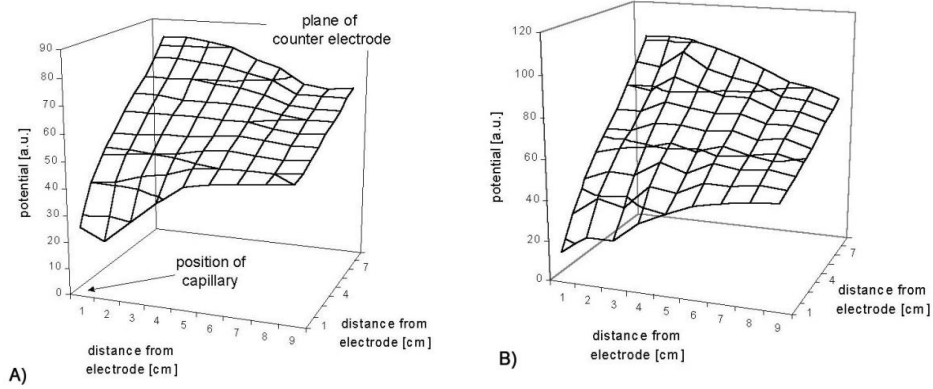 plane of
counter electrode
90
80
70
60
50
40
30
20
10
0
potential [a.u.]
position of
capillary
1
2
3
4
5
6
7
8
9
1
4
7
distance from
electrode [cm]
distance from
electrode [cm]
A)
120
100
80
60
40
20
0
potential [a.u.]
1
2
3
4
5
6
7
8
9
1
4
7
distance from
electrode [cm]
distance from
electrode [cm]
B)